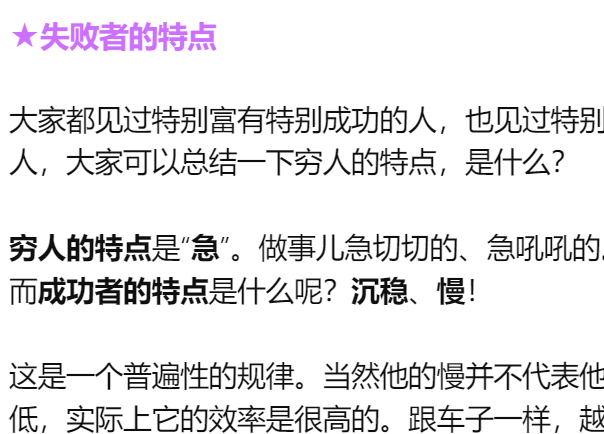 ★失败者的特点
大家都见过特别富有特别成功的人，也见过特别
人，大家可以总结一下穷人的特点，是什么？
穷人的特点是“急”。做事儿急切切的、急吼吼的
而成功者的特点是什么呢？沉稳、慢！
这是一个普遍性的规律。当然他的慢并不代表他
低，实际上它的效率是很高的。跟车子一样，越